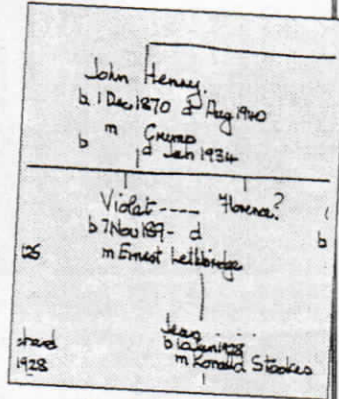 John Henry.
b 1 Dec 1870 d Aug 1940
m
b d Jan 1934
Violet ---- Florence?
b 7 Nov 189- d b
m Ernest Lethbridge
Jean
b 1928
m Ronald Stookes
1928